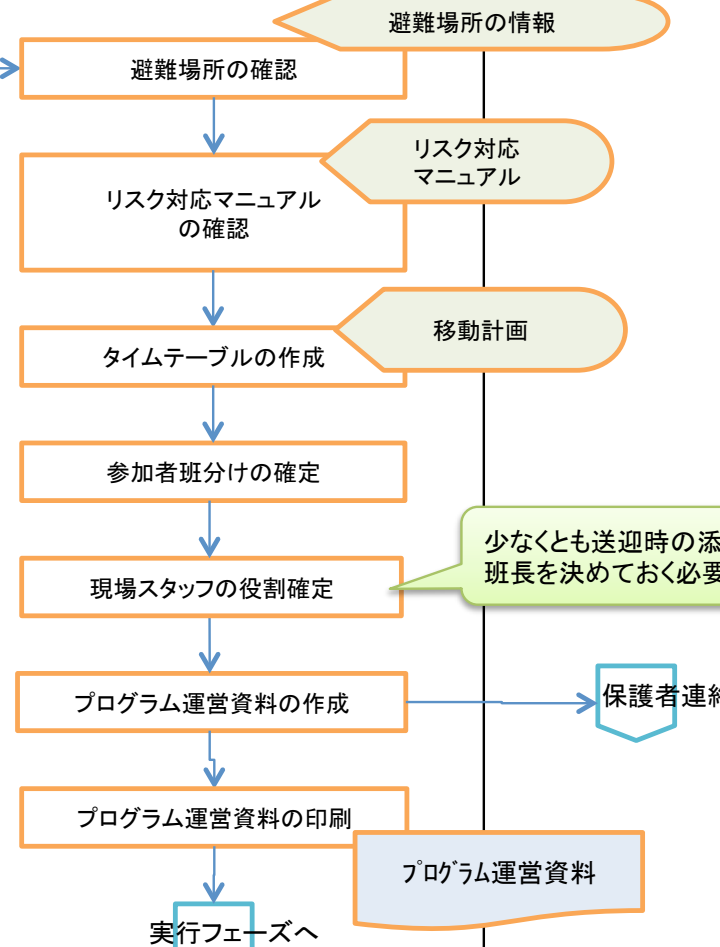 避難場所の情報
避難場所の確認
リスク対応
マニュアル
リスク対応マニュアル
の確認
移動計画
タイムテーブルの作成
参加者班分けの確定
少なくとも送迎時の添
班長を決めておく必要
現場スタッフの役割確定
プログラム運営資料の作成
保護者連絡
プログラム運営資料の印刷
プログラム運営資料
実行フェーズへ